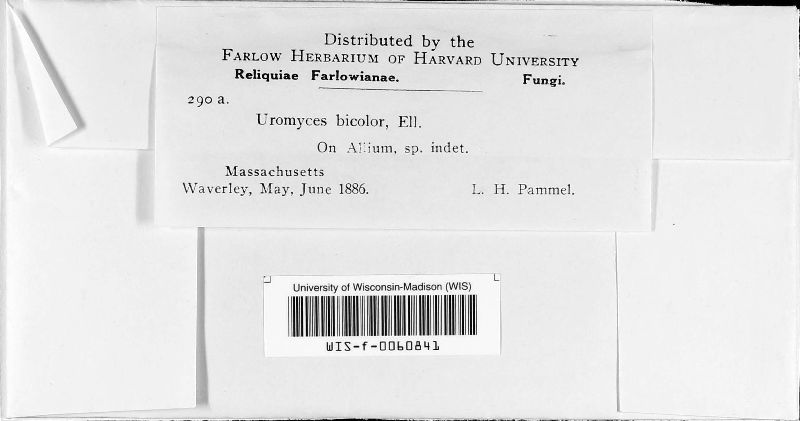 Distributed by the
FARLOW HERBARIUM OF HARVARD UNIVERSITY
Reliquiae Farlowianae. Fungi.
290 a.
Uromyces bicolor, Ell.
On Allium, sp. indet.
Massachusetts
Waverley, May, June 1886. L. H. Pammel.
University of Wisconsin-Madison (WIS)
WIS-f-0060841